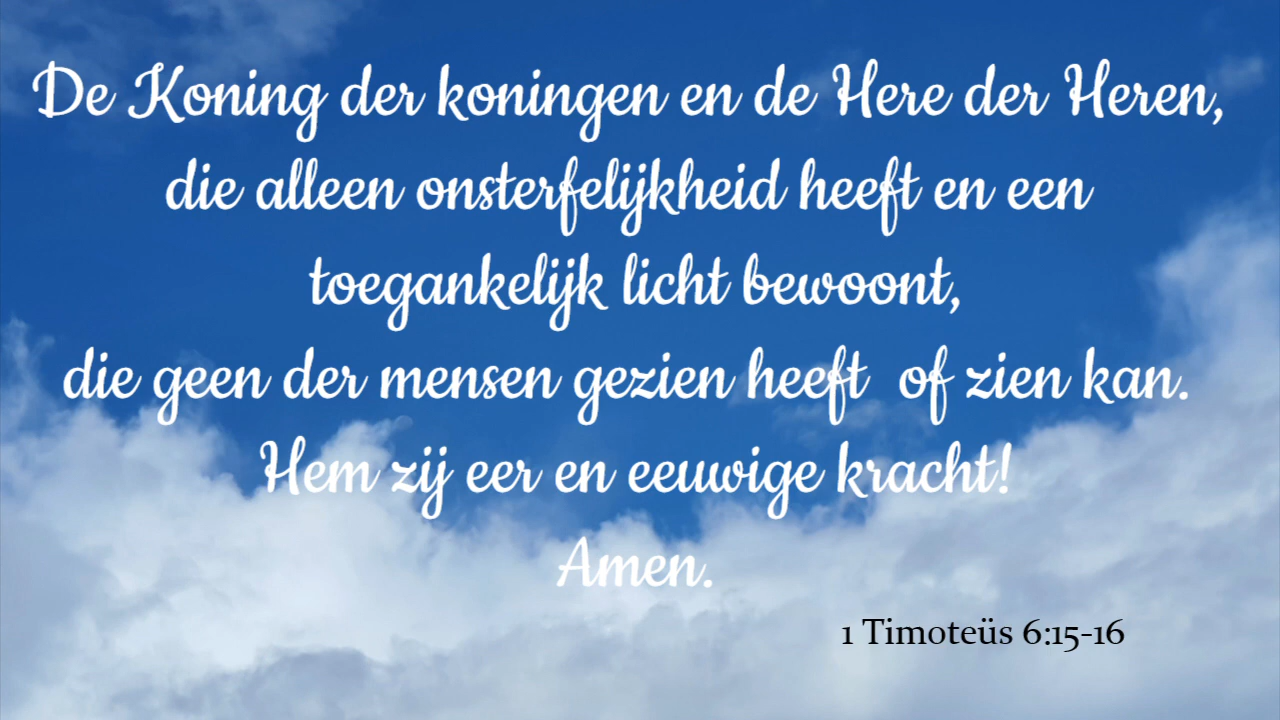 De Koning der koningen en de Here der Heren,
die alleen onsterfelijkheid heeft en een
toegankelijk licht bewoont,
die geen der mensen gezien heeft of zien kan.
Hem zij eer en eeuwige kracht!
Amen.
1 Timoteüs 6:15-16